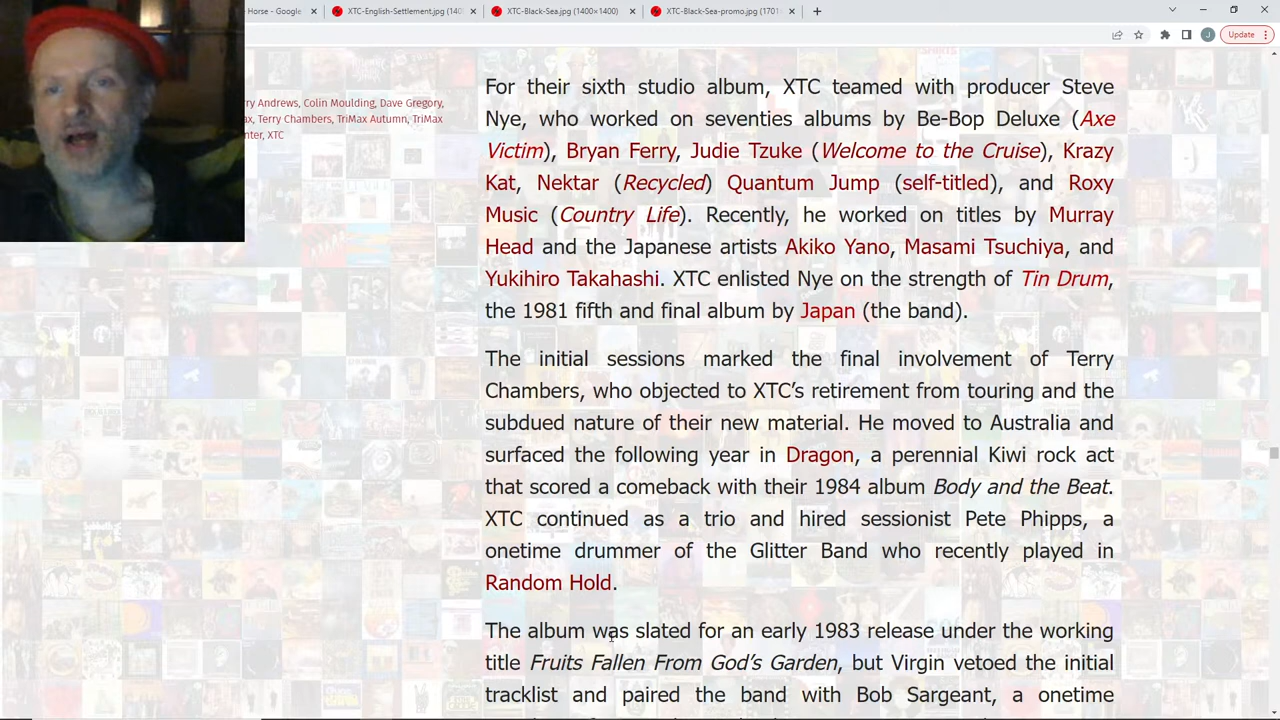 Horse - Google
XTC-English-Settlement.jpg (140
XTC-Black-Sea.jpg (1400×1400)
XTC-Black-Sea-promo.jpg (1701
J
Update
ry Andrews, Colin Moulding, Dave Gregory,
ax, Terry Chambers, TriMax Autumn, TriMax
nter, XTC
For their sixth studio album, XTC teamed with producer Steve
Nye, who worked on seventies albums by Be-Bop Deluxe (Axe
Victim), Bryan Ferry, Judie Tzuke (Welcome to the Cruise), Krazy
Kat, Nektar (Recycled) Quantum Jump (self-titled), and Roxy
Music (Country Life). Recently, he worked on titles by Murray
Head and the Japanese artists Akiko Yano, Masami Tsuchiya, and
Yukihiro Takahashi. XTC enlisted Nye on the strength of Tin Drum,
the 1981 fifth and final album by Japan (the band).
The initial sessions marked the final involvement of Terry
Chambers, who objected to XTC’s retirement from touring and the
subdued nature of their new material. He moved to Australia and
surfaced the following year in Dragon, a perennial Kiwi rock act
that scored a comeback with their 1984 album Body and the Beat.
XTC continued as a trio and hired sessionist Pete Phipps, a
onetime drummer of the Glitter Band who recently played in
Random Hold.
The album was slated for an early 1983 release under the working
title Fruits Fallen From God’s Garden, but Virgin vetoed the initial
tracklist and paired the band with Bob Sargeant, a onetime